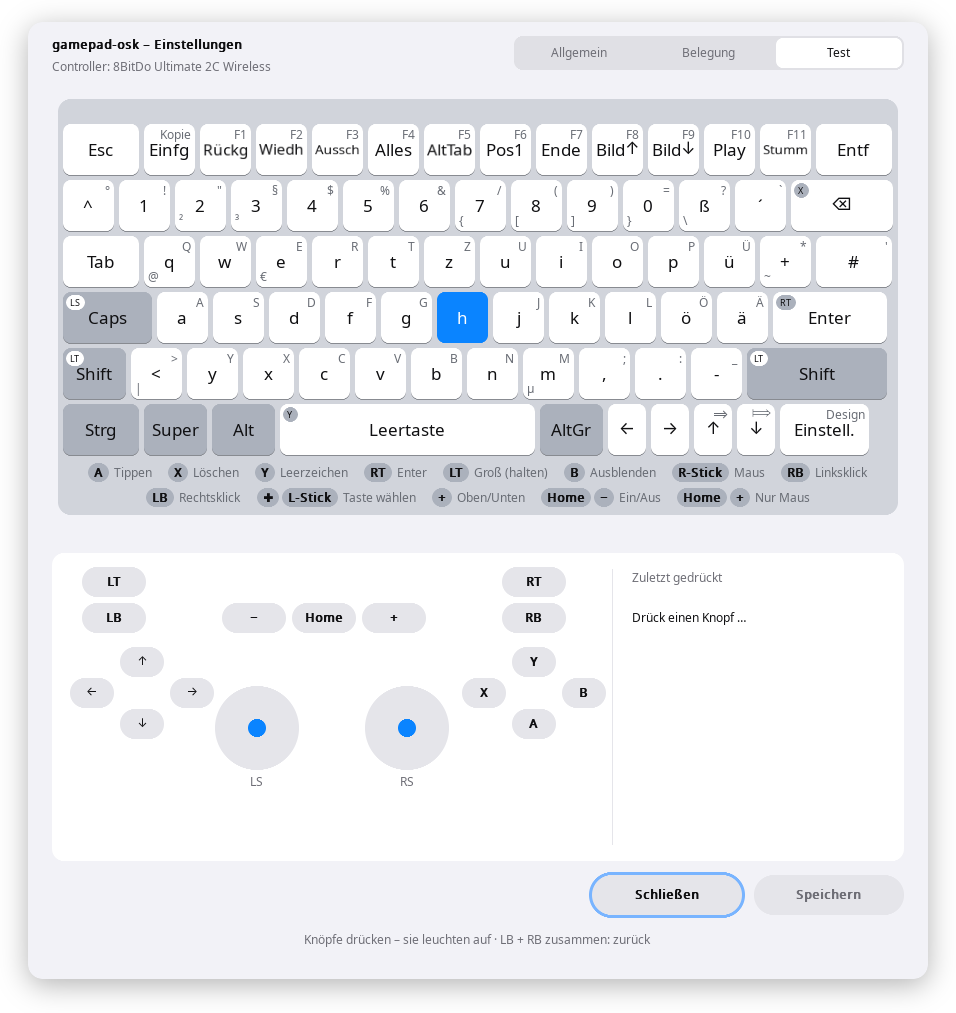 gamepad-osk – Einstellungen
Controller: 8BitDo Ultimate 2C Wireless
Allgemein Belegung Test
Kopie F1 F2 F3 F4 F5 F6 F7 F8 F9 F10 F11
Esc Einfg Rückg Wiedh Aussch Alles AltTab Pos1 Ende Bild↑ Bild↓ Play Stumm Entf
° ! " § $ % & / ( ) = ? ` X
^ 1 2 3 4 5 6 7 8 9 0 ß ´ ⌫
² ³ { [ ] } \
Q W E R T Z U I O P Ü * '
Tab q w e r t z u i o p ü + #
@ € ~
LS A S D F G J K L Ö Ä RT
Caps a s d f g h j k l ö ä Enter
LT > Y X C V B N M ; : _ LT
Shift < y x c v b n m , . - Shift
| µ
Y ⇒ ⟾ Design
Strg Super Alt Leertaste AltGr ← → ↑ ↓ Einstell.
A Tippen X Löschen Y Leerzeichen RT Enter LT Groß (halten) B Ausblenden R-Stick Maus RB Linksklick
LB Rechtsklick ✚ L-Stick Taste wählen + Oben/Unten Home − Ein/Aus Home + Nur Maus
LT RT Zuletzt gedrückt
LB − Home + RB Drück einen Knopf ...
↑ Y
← → X B
↓ A
LS RS
Schließen Speichern
Knöpfe drücken – sie leuchten auf · LB + RB zusammen: zurück